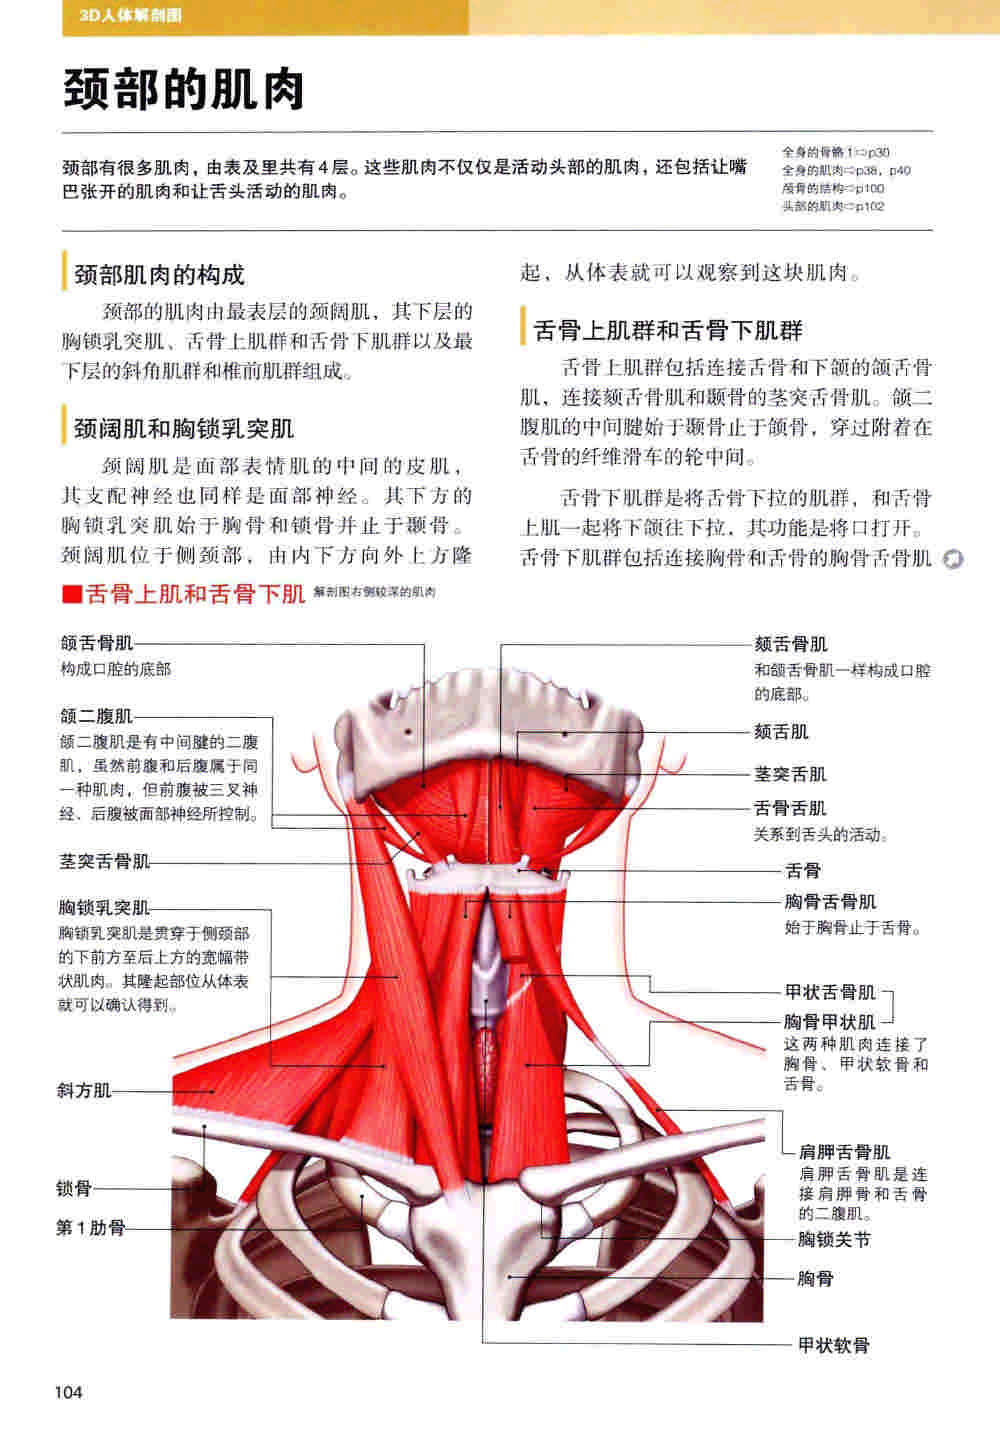 3D人体解剖图
颈部的肌肉
颈部有很多肌肉，由表及里共有4层。这些肌肉不仅仅是活动头部的肌肉，还包括让嘴
巴张开的肌肉和让舌头活动的肌肉。
全身的骨骼1⇨p30
全身的肌肉⇨p38，p40
颅骨的结构⇨p100
头部的肌肉⇨p102
颈部肌肉的构成
颈部的肌肉由最表层的颈阔肌，其下层的
胸锁乳突肌、舌骨上肌群和舌骨下肌群以及最
下层的斜角肌群和椎前肌群组成。
颈阔肌和胸锁乳突肌
颈阔肌是面部表情肌的中间的皮肌，
其支配神经也同样是面部神经。其下方的
胸锁乳突肌始于胸骨和锁骨并止于颞骨。
颈阔肌位于侧颈部，由内下方向外上方隆
起，从体表就可以观察到这块肌肉。
舌骨上肌群和舌骨下肌群
舌骨上肌群包括连接舌骨和下颌的颌舌骨
肌，连接颏舌骨肌和颞骨的茎突舌骨肌。颌二
腹肌的中间腱始于颞骨止于颌骨，穿过附着在
舌骨的纤维滑车的轮中间。
舌骨下肌群是将舌骨下拉的肌群，和舌骨
上肌一起将下颌往下拉，其功能是将口打开。
舌骨下肌群包括连接胸骨和舌骨的胸骨舌骨肌
■舌骨上肌和舌骨下肌 解剖图右侧较深的肌肉
颌舌骨肌
构成口腔的底部
颌二腹肌
颌二腹肌是有中间腱的二腹
肌，虽然前腹和后腹属于同
一种肌肉，但前腹被三叉神
经、后腹被面部神经所控制。
茎突舌骨肌
胸锁乳突肌
胸锁乳突肌是贯穿于侧颈部
的下前方至后上方的宽幅带
状肌肉。其隆起部位从体表
就可以确认得到。
斜方肌
锁骨
第1肋骨
颏舌骨肌
和颌舌骨肌一样构成口腔
的底部。
颏舌肌
茎突舌肌
舌骨舌肌
关系到舌头的活动。
舌骨
胸骨舌骨肌
始于胸骨止于舌骨。
甲状舌骨肌
胸骨甲状肌
这两种肌肉连接了
胸骨、甲状软骨和
舌骨。
肩胛舌骨肌
肩胛舌骨肌是连
接肩胛骨和舌骨
的二腹肌。
胸锁关节
胸骨
甲状软骨
104